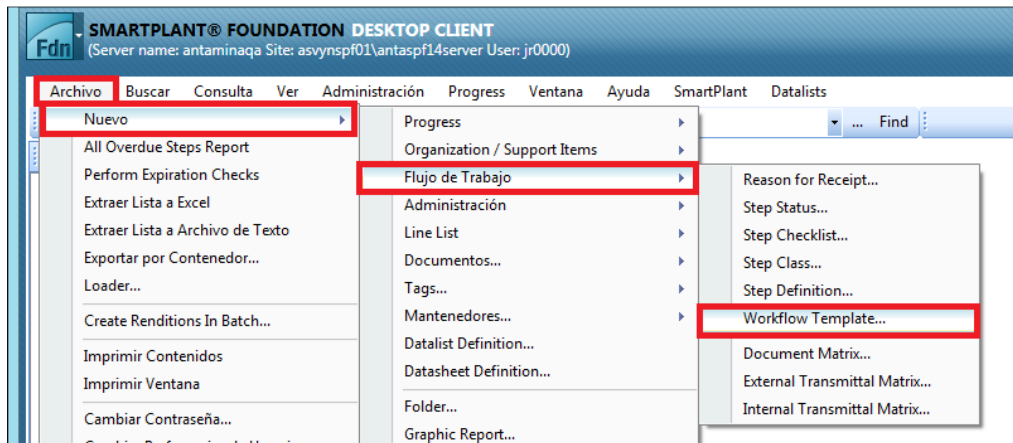 Fdn
SMARTPLANT® FOUNDATION DESKTOP CLIENT
(Server name: antaminaqa Site: asvynspf01\antaspf14server User: jr0000)
Archivo Buscar Consulta Ver Administración Progress Ventana Ayuda SmartPlant Datalists
... Find
Nuevo
All Overdue Steps Report
Perform Expiration Checks
Extraer Lista a Excel
Extraer Lista a Archivo de Texto
Exportar por Contenedor...
Loader...
Create Renditions In Batch...
Imprimir Contenidos
Imprimir Ventana
Cambiar Contraseña...
Progress
Organization / Support Items
Flujo de Trabajo
Administración
Line List
Documentos...
Tags...
Mantenedores...
Datalist Definition...
Datasheet Definition...
Folder...
Graphic Report...
Reason for Receipt...
Step Status...
Step Checklist...
Step Class...
Step Definition...
Workflow Template...
Document Matrix...
External Transmittal Matrix...
Internal Transmittal Matrix...